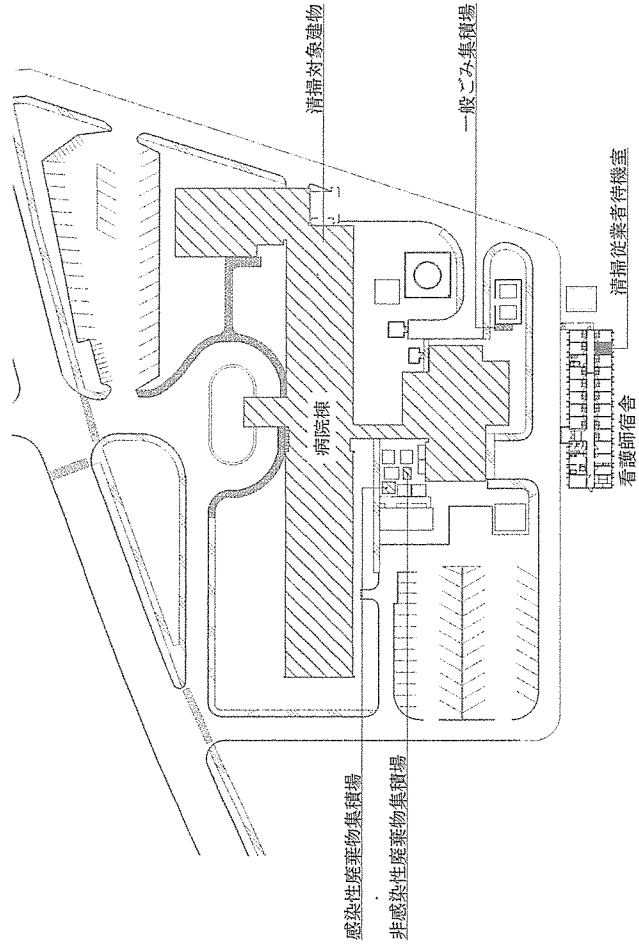 清掃対象建物
一般ごみ集積場
清掃従業者待機室
病院棟
看護師宿舎
感染性廃棄物集積場
非感染性廃棄物集積場